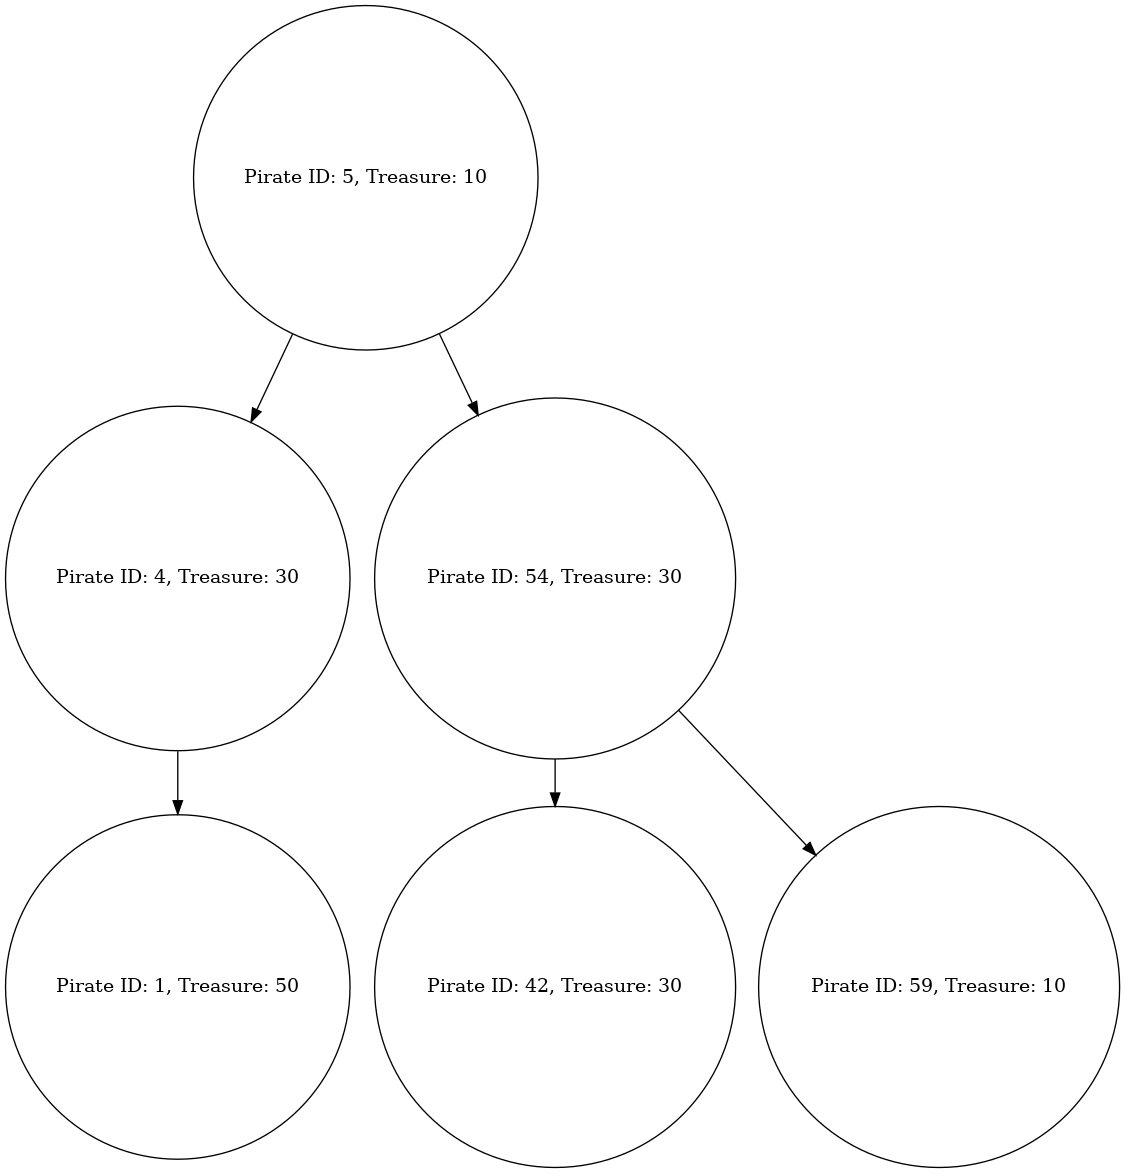 Pirate ID: 5, Treasure: 10
Pirate ID: 4, Treasure: 30
Pirate ID: 54, Treasure: 30
Pirate ID: 1, Treasure: 50
Pirate ID: 42, Treasure: 30
Pirate ID: 59, Treasure: 10